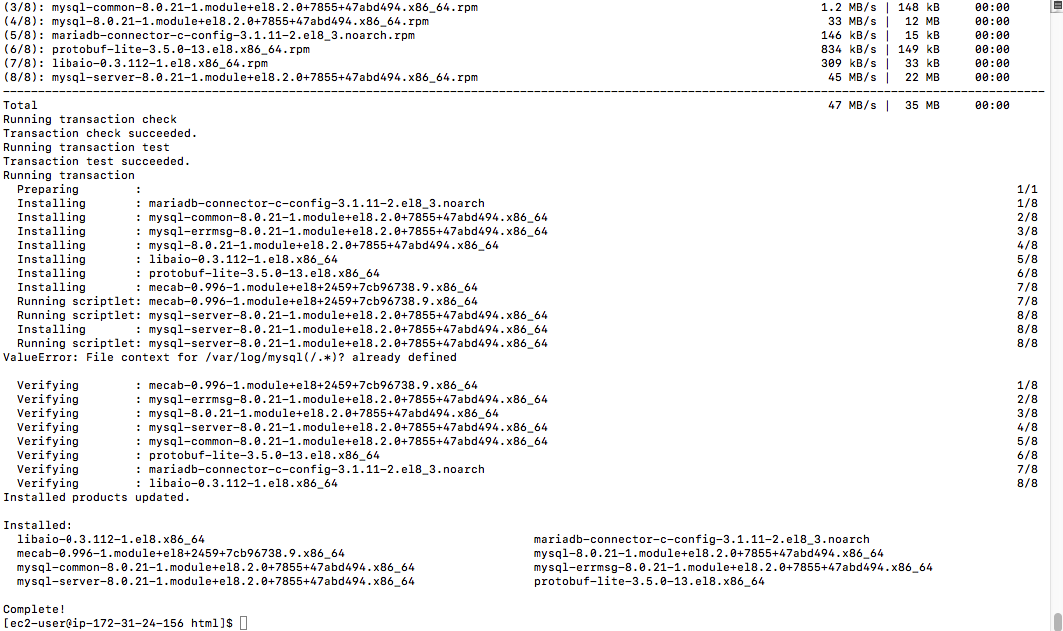 (3/8): mysql-common-8.0.21-1.module+el8.2.0+7855+47abd494.x86_64.rpm 1.2 MB/s | 148 kB 00:00
(4/8): mysql-8.0.21-1.module+el8.2.0+7855+47abd494.x86_64.rpm 33 MB/s | 12 MB 00:00
(5/8): mariadb-connector-c-config-3.1.11-2.el8_3.noarch.rpm 146 kB/s | 15 kB 00:00
(6/8): protobuf-lite-3.5.0-13.el8.x86_64.rpm 834 kB/s | 149 kB 00:00
(7/8): libaio-0.3.112-1.el8.x86_64.rpm 309 kB/s | 33 kB 00:00
(8/8): mysql-server-8.0.21-1.module+el8.2.0+7855+47abd494.x86_64.rpm 45 MB/s | 22 MB 00:00
--------------------------------------------------------------------------------
Total 47 MB/s | 35 MB 00:00
Running transaction check
Transaction check succeeded.
Running transaction test
Transaction test succeeded.
Running transaction
Preparing : 1/1
Installing : mariadb-connector-c-config-3.1.11-2.el8_3.noarch 1/8
Installing : mysql-common-8.0.21-1.module+el8.2.0+7855+47abd494.x86_64 2/8
Installing : mysql-errmsg-8.0.21-1.module+el8.2.0+7855+47abd494.x86_64 3/8
Installing : mysql-8.0.21-1.module+el8.2.0+7855+47abd494.x86_64 4/8
Installing : libaio-0.3.112-1.el8.x86_64 5/8
Installing : protobuf-lite-3.5.0-13.el8.x86_64 6/8
Installing : mecab-0.996-1.module+el8+2459+7cb96738.9.x86_64 7/8
Running scriptlet: mecab-0.996-1.module+el8+2459+7cb96738.9.x86_64 7/8
Running scriptlet: mysql-server-8.0.21-1.module+el8.2.0+7855+47abd494.x86_64 8/8
Installing : mysql-server-8.0.21-1.module+el8.2.0+7855+47abd494.x86_64 8/8
Running scriptlet: mysql-server-8.0.21-1.module+el8.2.0+7855+47abd494.x86_64 8/8
ValueError: File context for /var/log/mysql(/.*)? already defined
Verifying : mecab-0.996-1.module+el8+2459+7cb96738.9.x86_64 1/8
Verifying : mysql-errmsg-8.0.21-1.module+el8.2.0+7855+47abd494.x86_64 2/8
Verifying : mysql-8.0.21-1.module+el8.2.0+7855+47abd494.x86_64 3/8
Verifying : mysql-server-8.0.21-1.module+el8.2.0+7855+47abd494.x86_64 4/8
Verifying : mysql-common-8.0.21-1.module+el8.2.0+7855+47abd494.x86_64 5/8
Verifying : protobuf-lite-3.5.0-13.el8.x86_64 6/8
Verifying : mariadb-connector-c-config-3.1.11-2.el8_3.noarch 7/8
Verifying : libaio-0.3.112-1.el8.x86_64 8/8
Installed products updated.
Installed:
libaio-0.3.112-1.el8.x86_64 mariadb-connector-c-config-3.1.11-2.el8_3.noarch
mecab-0.996-1.module+el8+2459+7cb96738.9.x86_64 mysql-8.0.21-1.module+el8.2.0+7855+47abd494.x86_64
mysql-common-8.0.21-1.module+el8.2.0+7855+47abd494.x86_64 mysql-errmsg-8.0.21-1.module+el8.2.0+7855+47abd494.x86_64
mysql-server-8.0.21-1.module+el8.2.0+7855+47abd494.x86_64 protobuf-lite-3.5.0-13.el8.x86_64
Complete!
[ec2-user@ip-172-31-24-156 html]$